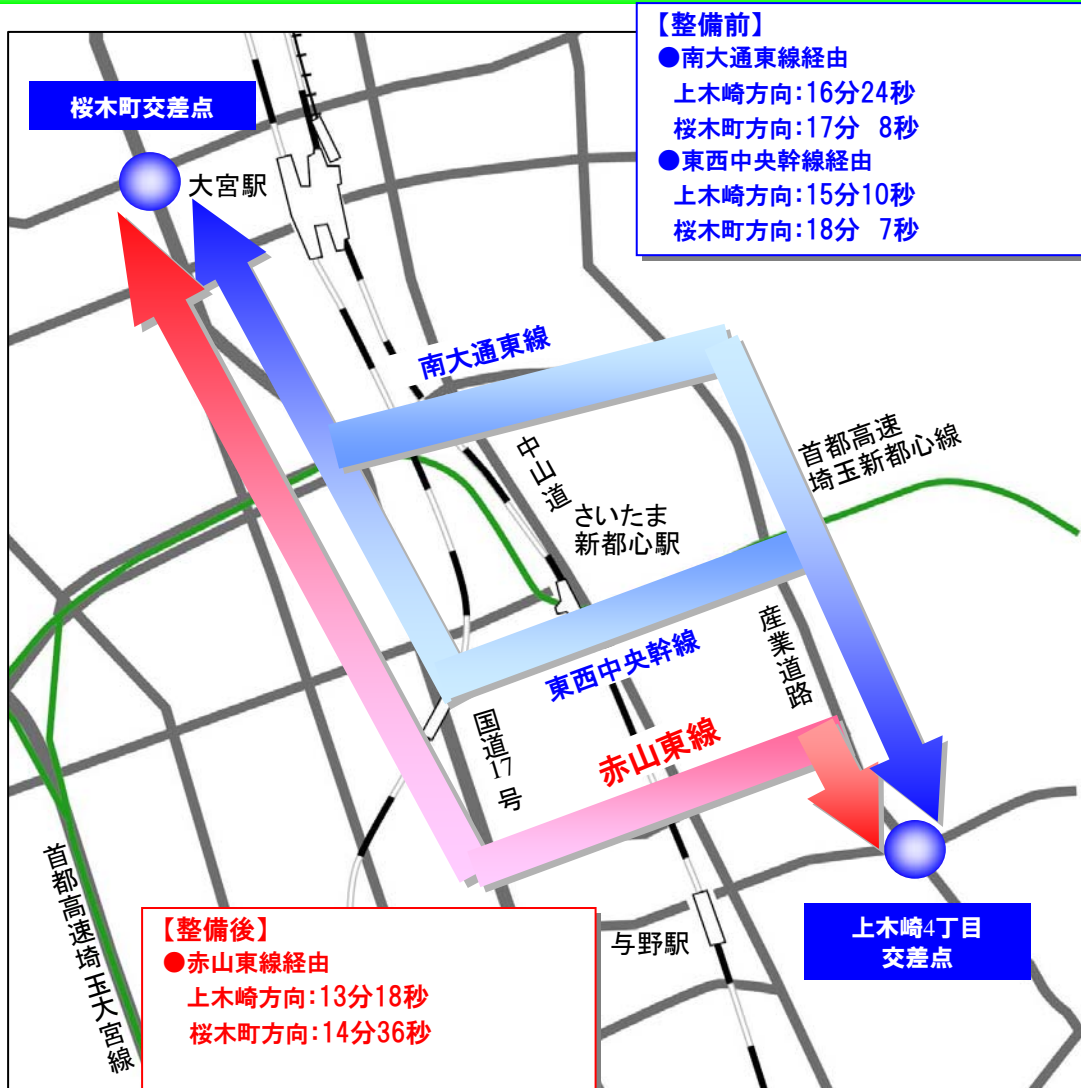 【整備前】
●南大通東線経由
上木崎方向:16分24秒
桜木町方向:17分 8秒
●東西中央幹線経由
上木崎方向:15分10秒
桜木町方向:18分 7秒
桜木町交差点
大宮駅
南大通東線
中山道
首都高速
埼玉新都心線
さいたま
新都心駅
東西中央幹線
産業道路
国道17号
赤山東線
首都高速埼玉大宮線
与野駅
上木崎4丁目
交差点
【整備後】
●赤山東線経由
上木崎方向:13分18秒
桜木町方向:14分36秒